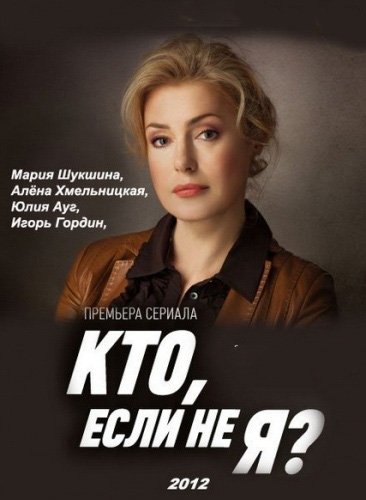 Мария Шукшина,
Алёна Хмельницкая,
Юлия Ауг,
Игорь Гордин,
ПРЕМЬЕРА СЕРИАЛА
КТО,
ЕСЛИ НЕ Я?
2012